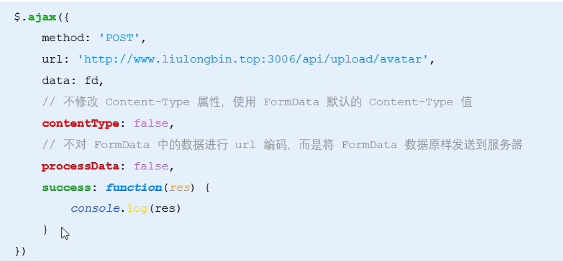 $.ajax({
    method: 'POST',
    url: 'http://www.liulongbin.top:3006/api/upload/avatar',
    data: fd,
    // 不修改 Content-Type 属性，使用 FormData 默认的 Content-Type 值
    contentType: false,
    // 不对 FormData 中的数据进行 url 编码，而是将 FormData 数据原样发送到服务器
    processData: false,
    success: function(res) {
        console.log(res)
    }
})